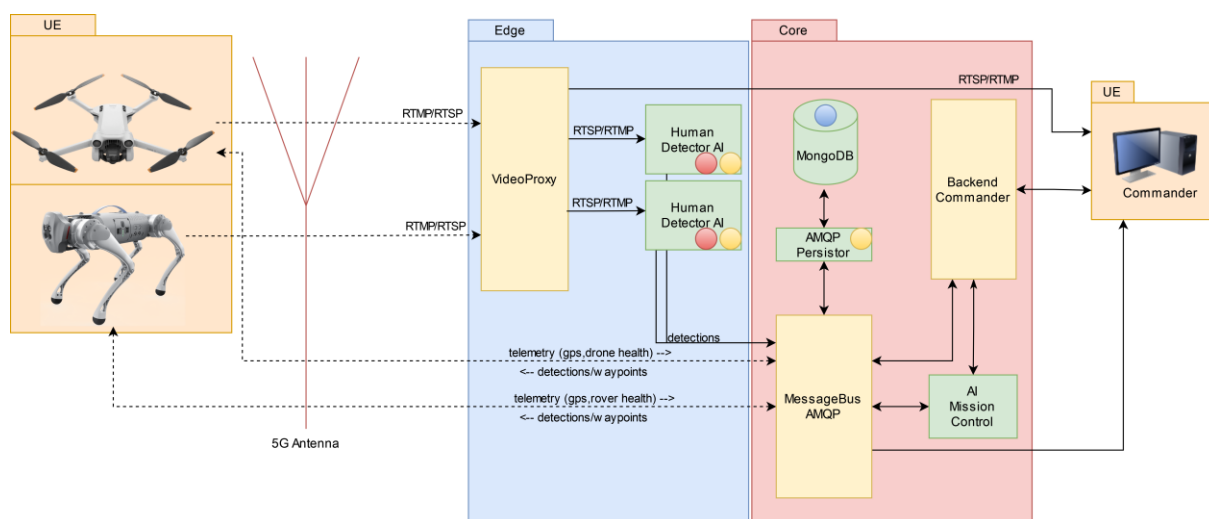 UE
Edge
Core
RTSP/RTMP
UE
RTMP/RTSP
VideoProxy
RTSP/RTMP
Human
Detector AI
MongoDB
Backend
Commander
Commander
RTSP/RTMP
Human
Detector AI
RTMP/RTSP
AMQP
Persistor
detections
telemetry (gps,drone health) -->
<-- detections/waypoints
telemetry (gps,rover health) -->
<-- detections/waypoints
MessageBus
AMQP
AI
Mission
Control
5G Antenna